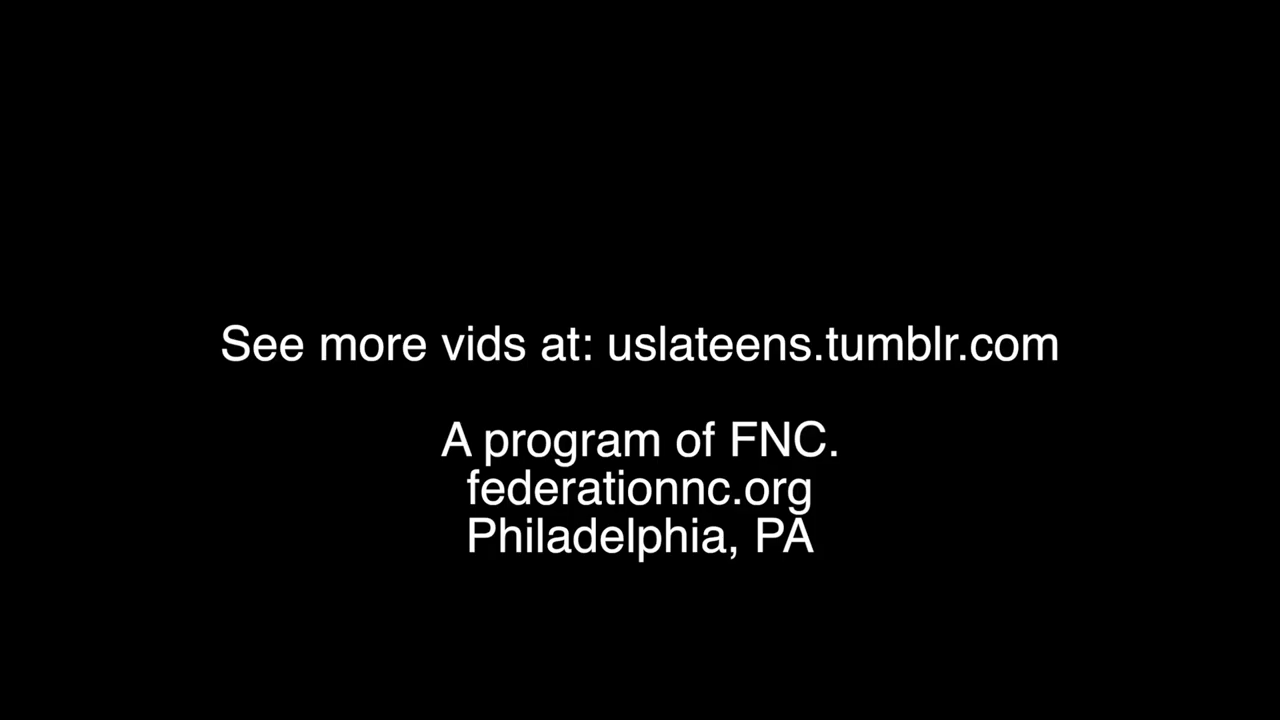 See more vids at: uslateens.tumblr.com
A program of FNC.
federationnc.org
Philadelphia, PA